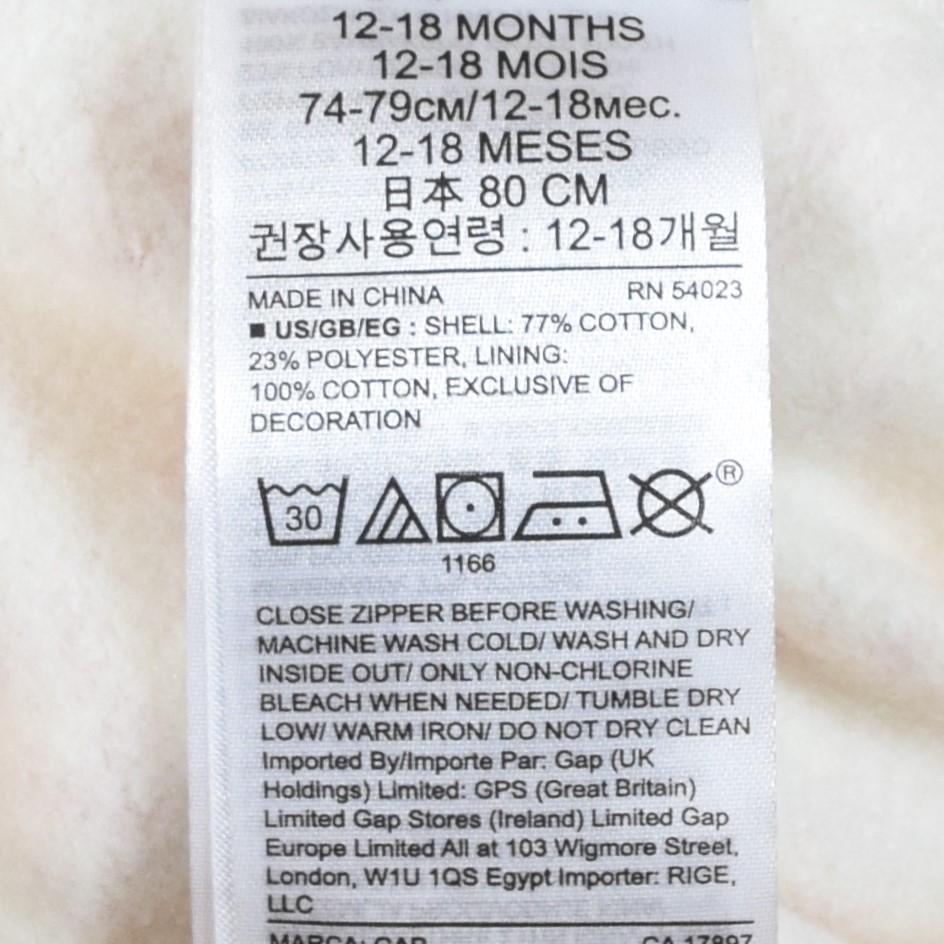 12-18 MONTHS
12-18 MOIS
74-79см/12-18мес.
12-18 MESES
日本 80 CM
권장사용연령 : 12-18개월
MADE IN CHINA RN 54023
■ US/GB/EG : SHELL: 77% COTTON,
23% POLYESTER, LINING:
100% COTTON, EXCLUSIVE OF
DECORATION
30
®
1166
CLOSE ZIPPER BEFORE WASHING/
MACHINE WASH COLD/ WASH AND DRY
INSIDE OUT/ ONLY NON-CHLORINE
BLEACH WHEN NEEDED/ TUMBLE DRY
LOW/ WARM IRON/ DO NOT DRY CLEAN
Imported By/Importe Par: Gap (UK
Holdings) Limited: GPS (Great Britain)
Limited Gap Stores (Ireland) Limited Gap
Europe Limited All at 103 Wigmore Street,
London, W1U 1QS Egypt Importer: RIGE,
LLC
MARCA: GAP CA 17897